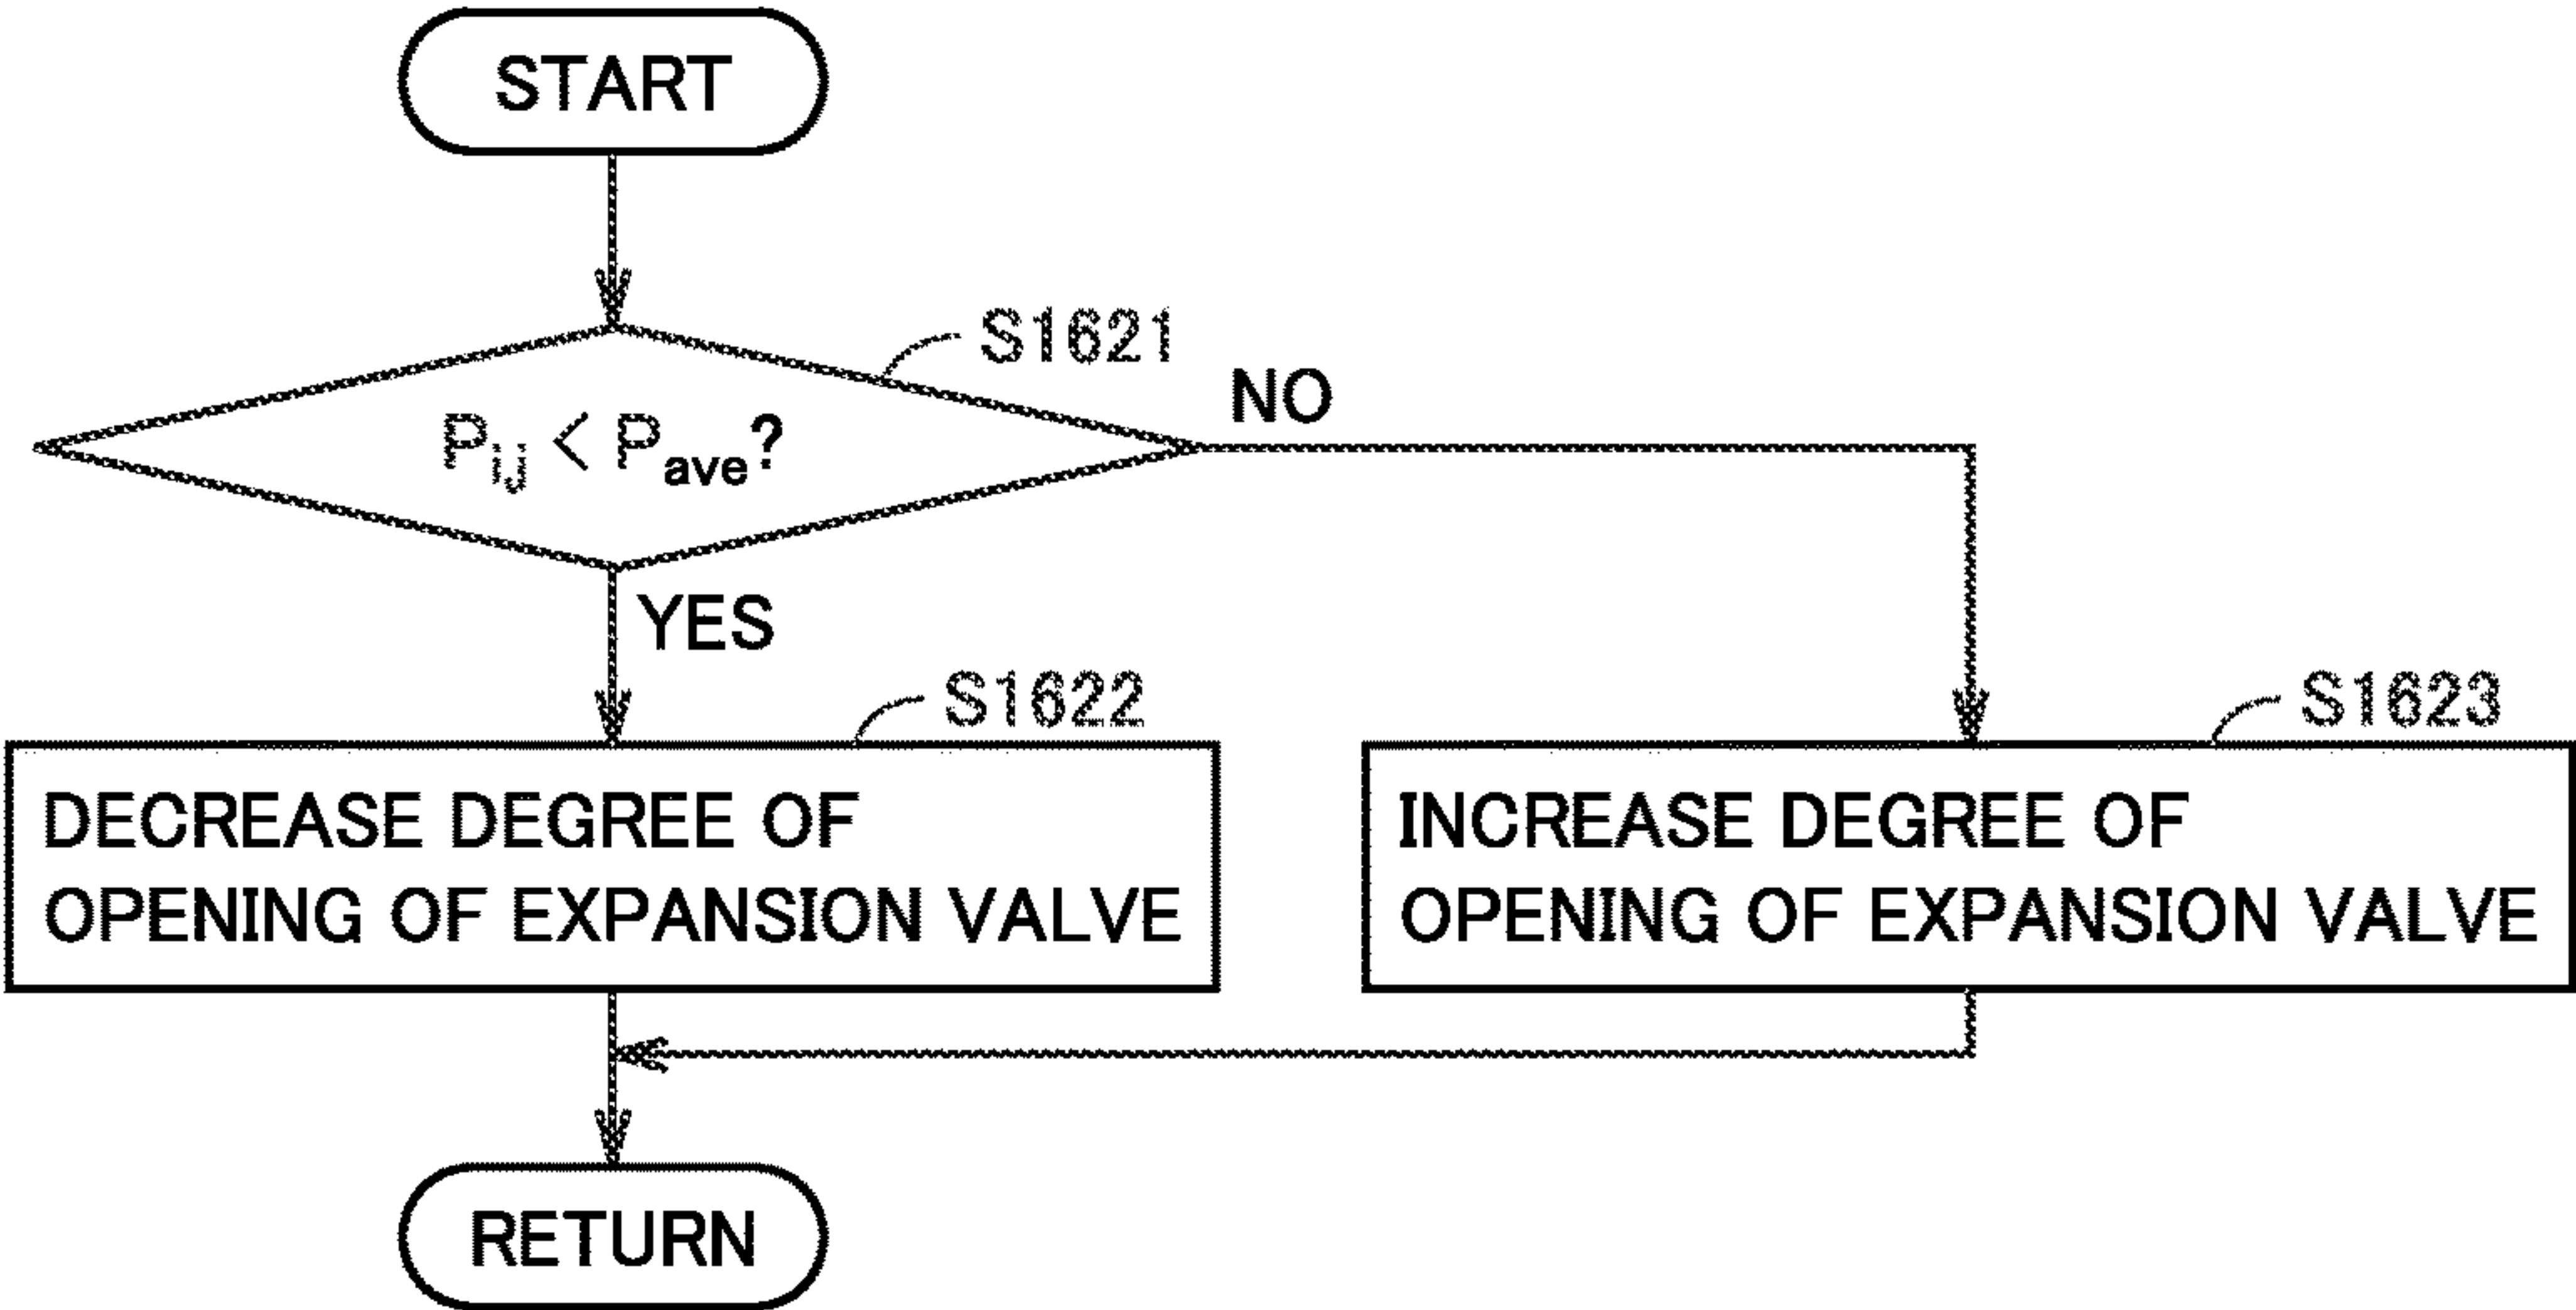 START
S1621
P_ij < P_ave?
NO
YES
S1622
S1623
DECREASE DEGREE OF
OPENING OF EXPANSION VALVE
INCREASE DEGREE OF
OPENING OF EXPANSION VALVE
RETURN